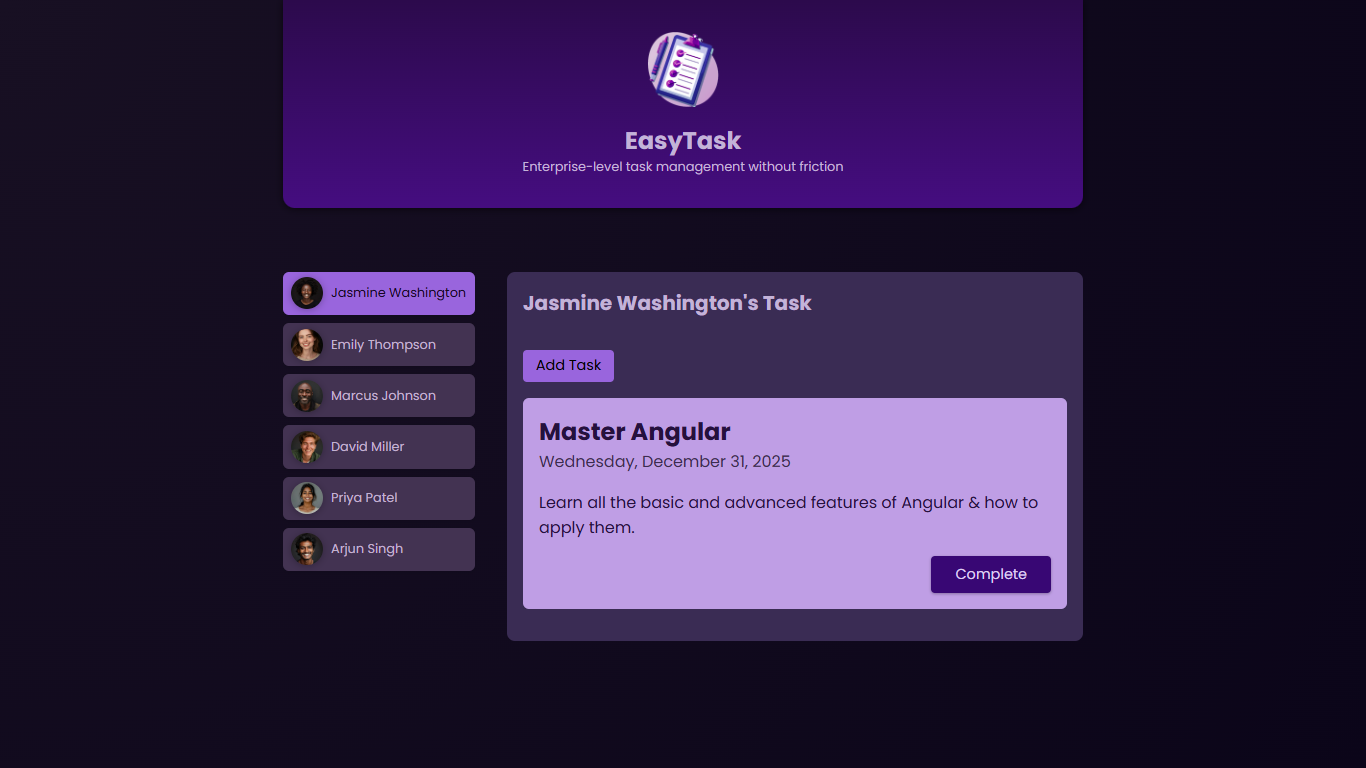 EasyTask
Enterprise-level task management without friction
Jasmine Washington
Emily Thompson
Marcus Johnson
David Miller
Priya Patel
Arjun Singh
Jasmine Washington's Task
Add Task
Master Angular
Wednesday, December 31, 2025
Learn all the basic and advanced features of Angular & how to
apply them.
Complete